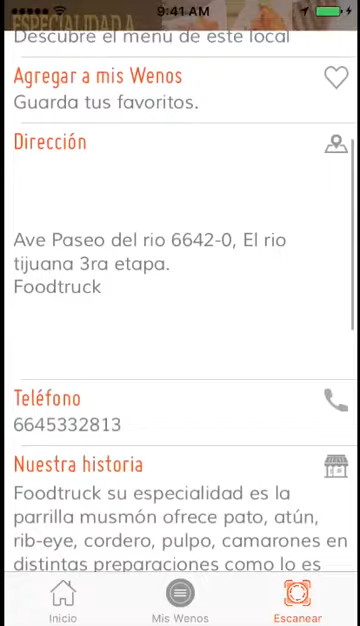 ESPECIALIDAD A
9:41 AM
Descubre el menú de este local
Agregar a mis Wenos
Guarda tus favoritos.
Dirección
Ave Paseo del rio 6642-0, El rio
tijuana 3ra etapa.
Foodtruck
Teléfono
6645332813
Nuestra historia
Foodtruck su especialidad es la
parrilla musmón ofrece pato, atún,
rib-eye, cordero, pulpo, camarones en
distintas preparaciones como lo es
Inicio
Mis Wenos
Escanear